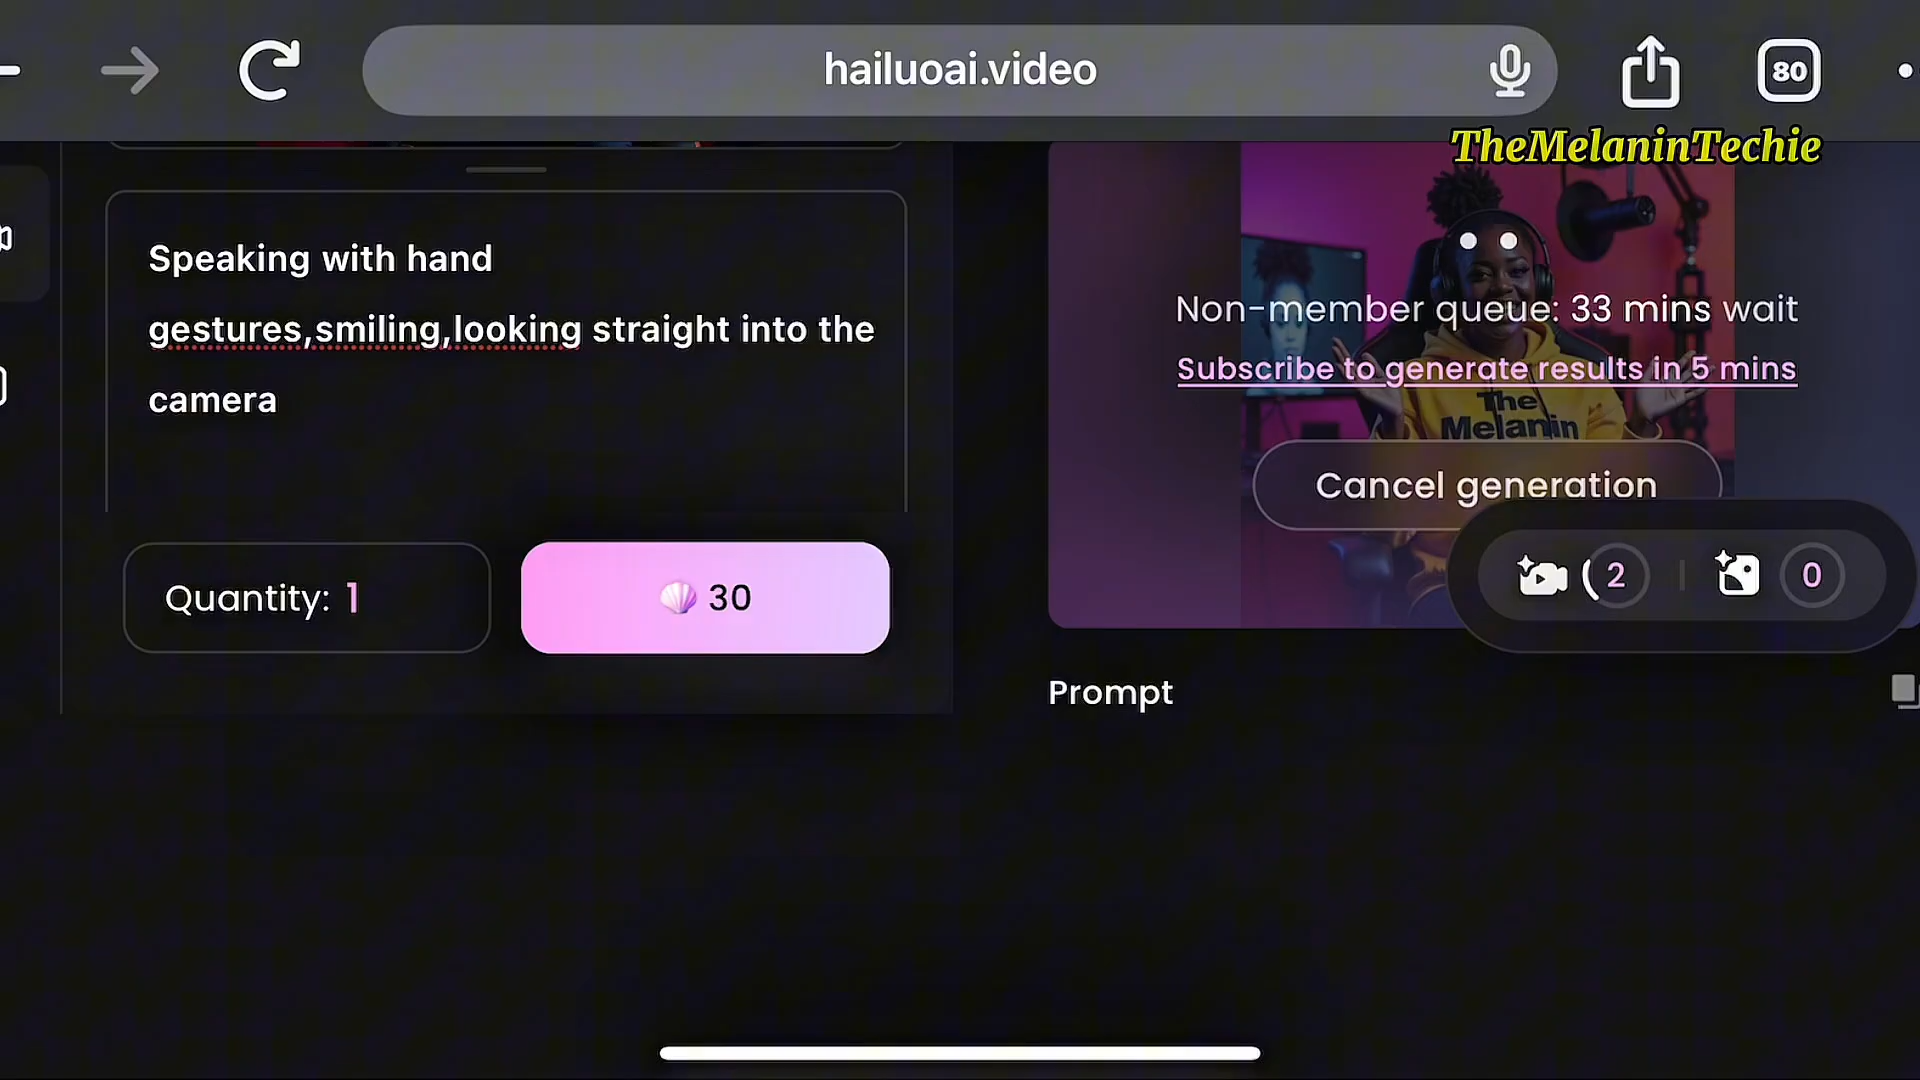 hailuoai.video
80
TheMelaninTechie
Speaking with hand
gestures,smiling,looking straight into the
camera
Quantity: 1
30
Non-member queue: 33 mins wait
Subscribe to generate results in 5 mins
The
Melanin
Cancel generation
2
0
Prompt